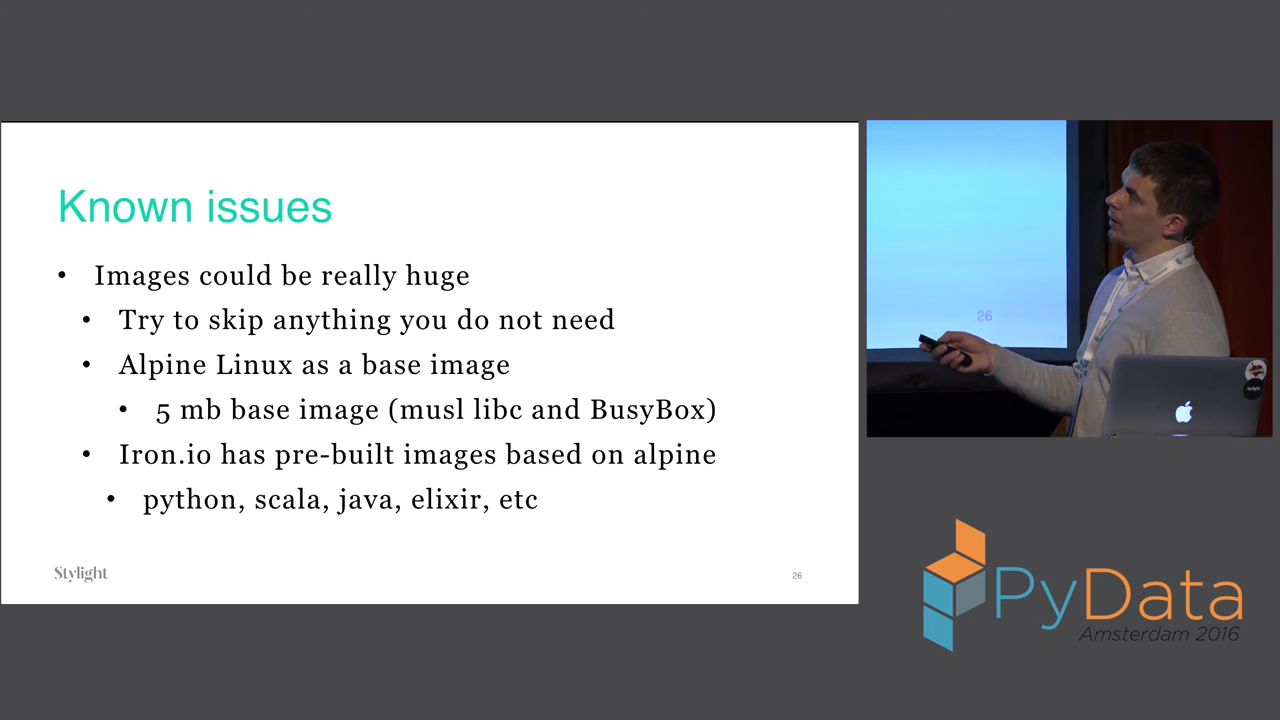 Known issues
• Images could be really huge
• Try to skip anything you do not need
• Alpine Linux as a base image
• 5 mb base image (musl libc and BusyBox)
• Iron.io has pre-built images based on alpine
• python, scala, java, elixir, etc
Stylight
26
26
PyData
Amsterdam 2016